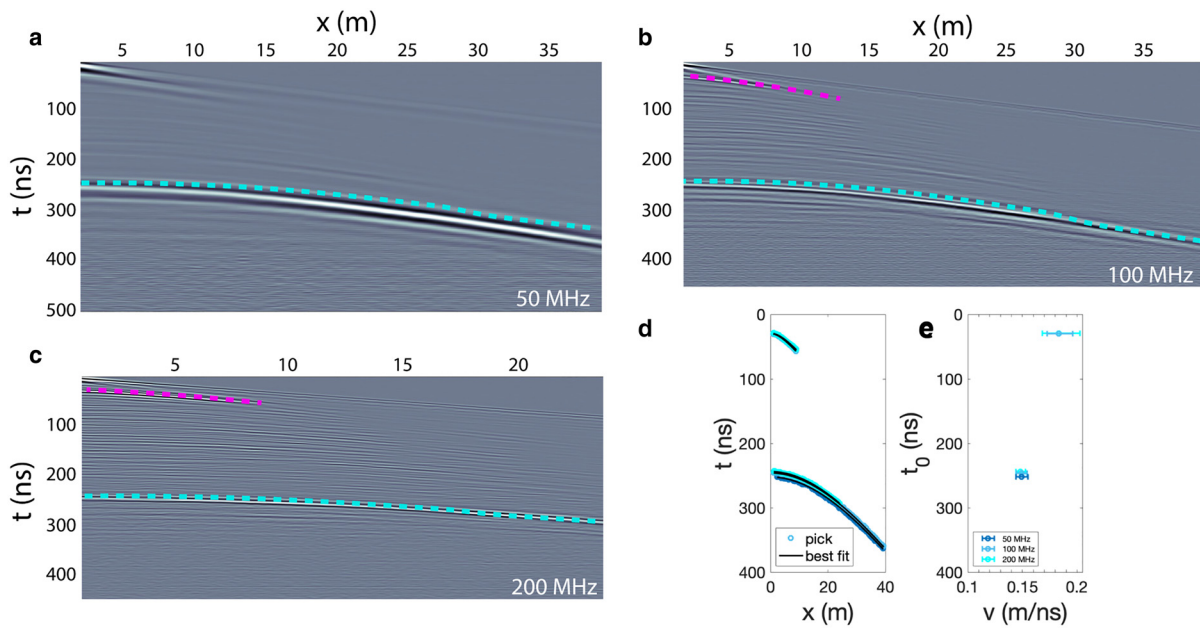 a
x (m)
5 10 15 20 25 30 35
t (ns)
100
200
300
400
500
50 MHz
b
x (m)
5 10 15 20 25 30 35
100
200
300
400
100 MHz
c
5 10 15 20
t (ns)
100
200
300
400
200 MHz
d
t (ns)
0
100
200
300
400
pick
best fit
0 20 40
x (m)
e
t0 (ns)
0
100
200
300
400
50 MHz
100 MHz
200 MHz
0.1 0.15 0.2
v (m/ns)